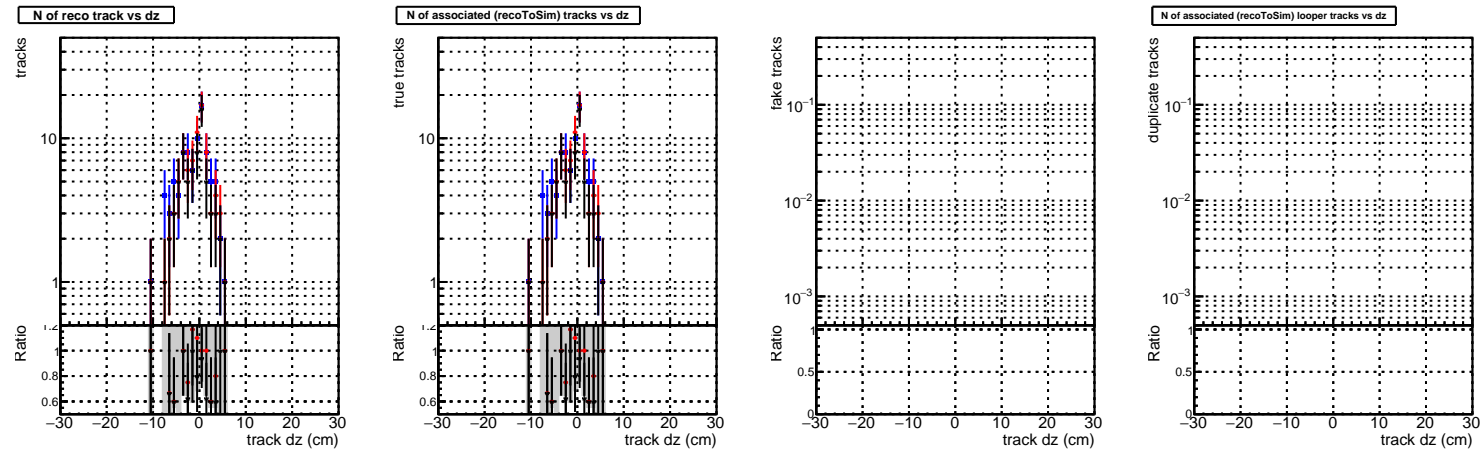 N of reco track vs dz
tracks
10
1
Ratio
1.2
1
0.8
0.6
−30 −20 −10 0 10 20 30
track dz (cm)
N of associated (recoToSim) tracks vs dz
true tracks
10
1
Ratio
1.2
1
0.8
0.6
−30 −20 −10 0 10 20 30
track dz (cm)
fake tracks
10−1
10−2
10−3
Ratio
1
0.5
0
−30 −20 −10 0 10 20 30
track dz (cm)
N of associated (recoToSim) looper tracks vs dz
duplicate tracks
10−1
10−2
10−3
Ratio
1
0.5
0
−30 −20 −10 0 10 20 30
track dz (cm)